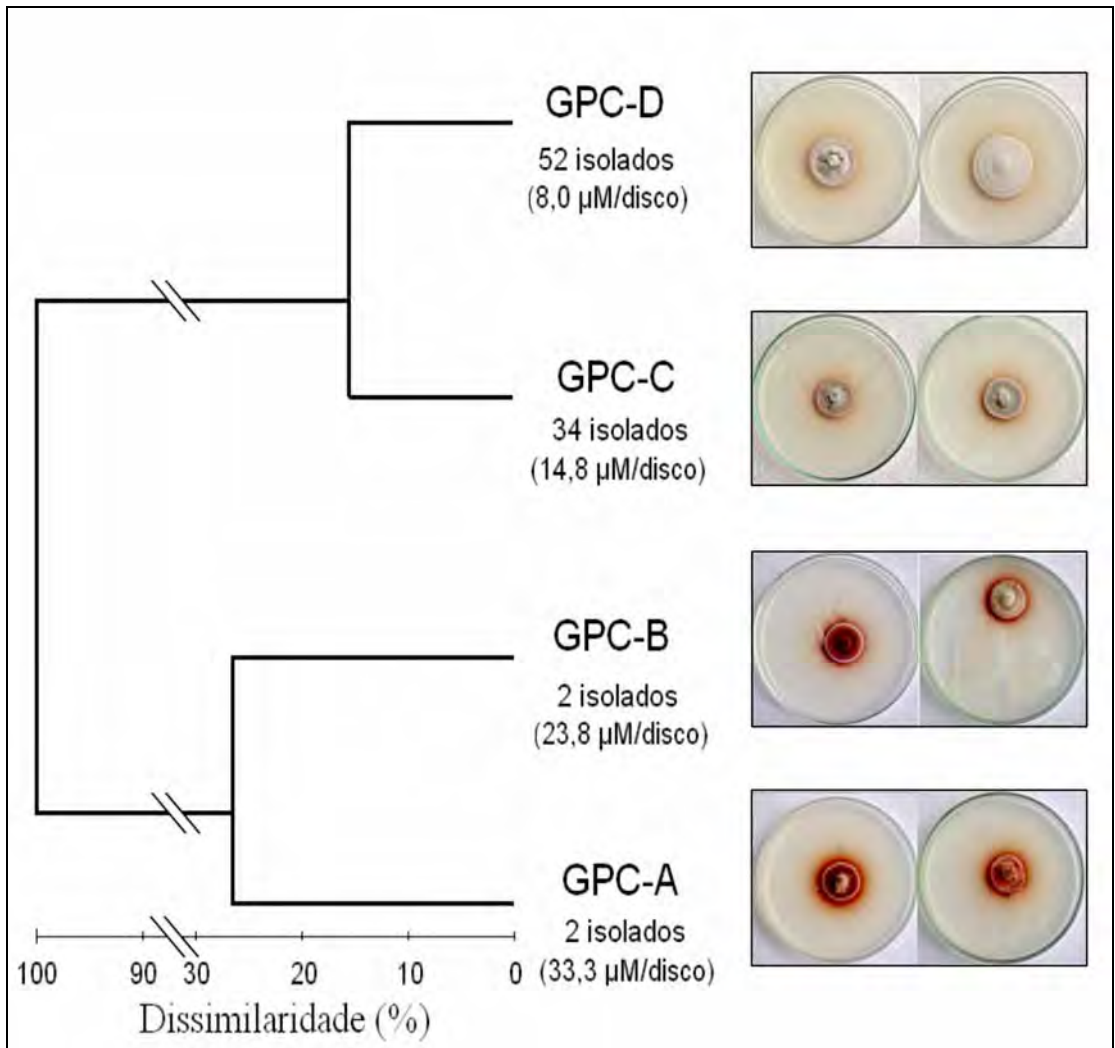 GPC-D
52 isolados
(8,0 µM/disco)
GPC-C
34 isolados
(14,8 µM/disco)
GPC-B
2 isolados
(23,8 µM/disco)
GPC-A
2 isolados
(33,3 µM/disco)
100 90 30 20 10 0
Dissimilaridade (%)